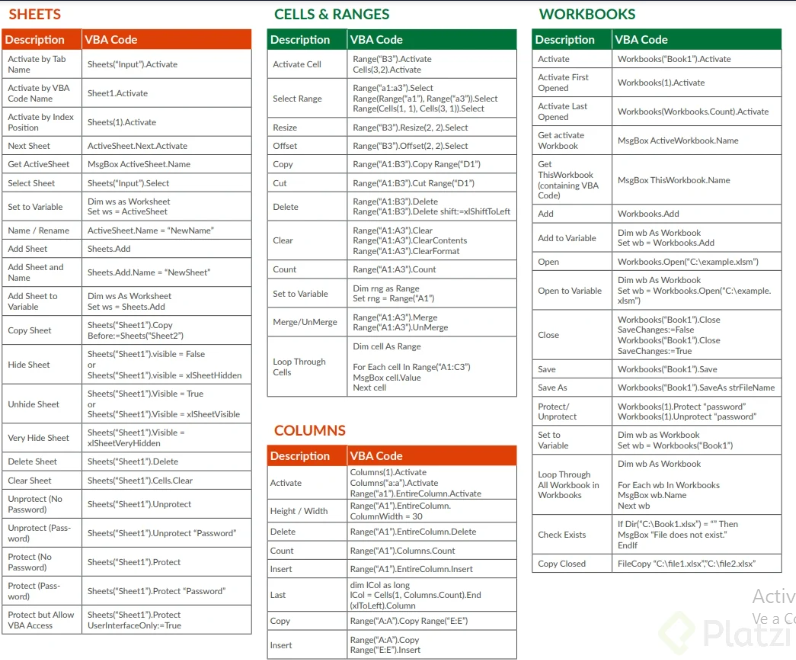 SHEETS
Description VBA Code
Activate by Tab
Name
Sheets("Input").Activate
Activate by VBA
Code Name
Sheet1.Activate
Activate by Index
Position
Sheets(1).Activate
Next Sheet
ActiveSheet.Next.Activate
Get ActiveSheet
MsgBox ActiveSheet.Name
Select Sheet
Sheets("Input").Select
Set to Variable
Dim ws as Worksheet
Set ws = ActiveSheet
Name / Rename
ActiveSheet.Name = "NewName"
Add Sheet
Sheets.Add
Add Sheet and
Name
Sheets.Add.Name = "NewSheet"
Add Sheet to
Variable
Dim ws As Worksheet
Set ws = Sheets.Add
Copy Sheet
Sheets("Sheet1").Copy
Before:=Sheets("Sheet2")
Hide Sheet
Sheets("Sheet1").visible = False
or
Sheets("Sheet1").visible = xlSheetHidden
Unhide Sheet
Sheets("Sheet1").Visible = True
or
Sheets("Sheet1").Visible = xlSheetVisible
Very Hide Sheet
Sheets("Sheet1").Visible =
xlSheetVeryHidden
Delete Sheet
Sheets("Sheet1").Delete
Clear Sheet
Sheets("Sheet1").Cells.Clear
Unprotect (No
Password)
Sheets("Sheet1").Unprotect
Unprotect (Pass-
word)
Sheets("Sheet1").Unprotect "Password"
Protect (No
Password)
Sheets("Sheet1").Protect
Protect (Pass-
word)
Sheets("Sheet1").Protect "Password"
Protect but Allow
VBA Access
Sheets("Sheet1").Protect
UserInterfaceOnly:=True
CELLS & RANGES
Description VBA Code
Activate Cell
Range("B3").Activate
Cells(3,2).Activate
Select Range
Range("a1:a3").Select
Range(Range("a1"), Range("a3")).Select
Range(Cells(1, 1), Cells(3, 1)).Select
Resize
Range("B3").Resize(2, 2).Select
Offset
Range("B3").Offset(2, 2).Select
Copy
Range("A1:B3").Copy Range("D1")
Cut
Range("A1:B3").Cut Range("D1")
Delete
Range("A1:B3").Delete
Range("A1:B3").Delete shift:=xlShiftToLeft
Clear
Range("A1:A3").Clear
Range("A1:A3").ClearContents
Range("A1:A3").ClearFormat
Count
Range("A1:A3").Count
Set to Variable
Dim rng as Range
Set rng = Range("A1")
Merge/UnMerge
Range("A1:A3").Merge
Range("A1:A3").UnMerge
Loop Through
Cells
Dim cell As Range
For Each cell In Range("A1:C3")
MsgBox cell.Value
Next cell
COLUMNS
Description VBA Code
Activate
Columns(1).Activate
Columns("a:a").Activate
Range("a1").EntireColumn.Activate
Height / Width
Range("A1").EntireColumn.
ColumnWidth = 30
Delete
Range("A1").EntireColumn.Delete
Count
Range("A1").Columns.Count
Insert
Range("A1").EntireColumn.Insert
Last
dim lCol as long
lCol = Cells(1, Columns.Count).End
(xlToLeft).Column
Copy
Range("A:A").Copy Range("E:E")
Insert
Range("A:A").Copy
Range("E:E").Insert
WORKBOOKS
Description VBA Code
Activate
Workbooks("Book1").Activate
Activate First
Opened
Workbooks(1).Activate
Activate Last
Opened
Workbooks(Workbooks.Count).Activate
Get activate
Workbook
MsgBox ActiveWorkbook.Name
Get
ThisWorkbook
(containing VBA
Code)
MsgBox ThisWorkbook.Name
Add
Workbooks.Add
Add to Variable
Dim wb As Workbook
Set wb = Workbooks.Add
Open
Workbooks.Open("C:\example.xlsm")
Open to Variable
Dim wb As Workbook
Set wb = Workbooks.Open("C:\example.
xlsm")
Close
Workbooks("Book1").Close
SaveChanges:=False
Workbooks("Book1").Close
SaveChanges:=True
Save
Workbooks("Book1").Save
Save As
Workbooks("Book1").SaveAs strFileName
Protect/
Unprotect
Workbooks(1).Protect "password"
Workbooks(1).Unprotect "password"
Set to
Variable
Dim wb as Workbook
Set wb = Workbooks("Book1")
Loop Through
All Workbook in
Workbooks
Dim wb As Workbook
For Each wb In Workbooks
MsgBox wb.Name
Next wb
Check Exists
If Dir("C:\Book1.xlsx") = "" Then
MsgBox "File does not exist."
EndIf
Copy Closed
FileCopy "C:\file1.xlsx","C:\file2.xlsx"
Activ
Ve a Co
Platzi